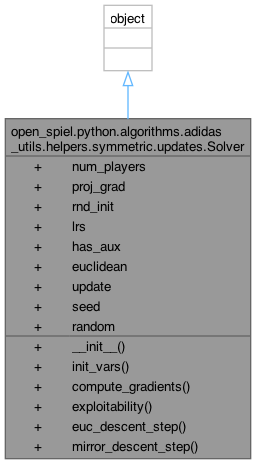 object
open_spiel.python.algorithms.adidas
_utils.helpers.symmetric.updates.Solver
+ num_players
+ proj_grad
+ rnd_init
+ lrs
+ has_aux
+ euclidean
+ update
+ seed
+ random
+ __init__()
+ init_vars()
+ compute_gradients()
+ exploitability()
+ euc_descent_step()
+ mirror_descent_step()